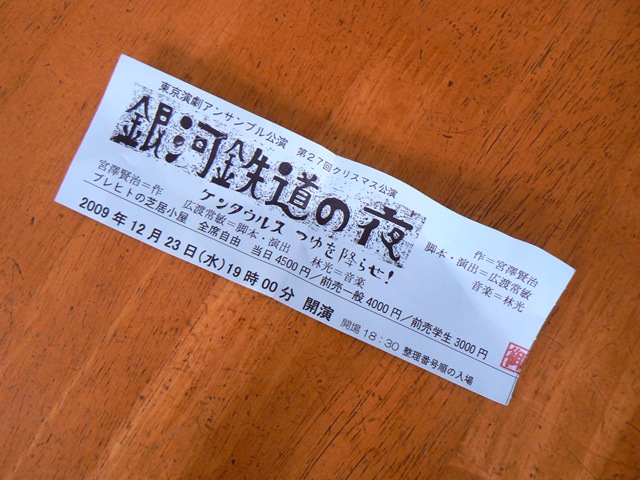 東京演劇アンサンブル公演 第27回クリスマス公演
銀河鉄道の夜
ケンタウルス つゆを降らせ!
宮澤賢治=作 広渡常敏=脚本・演出 林光=音楽
作=宮澤賢治
脚本・演出=広渡常敏
音楽=林光
ブレヒトの芝居小屋 全席自由 当日4500円/前売一般4000円/前売学生3000円
2009年12月23日(水)19時00分 開演 開場18:30 整理番号順の入場